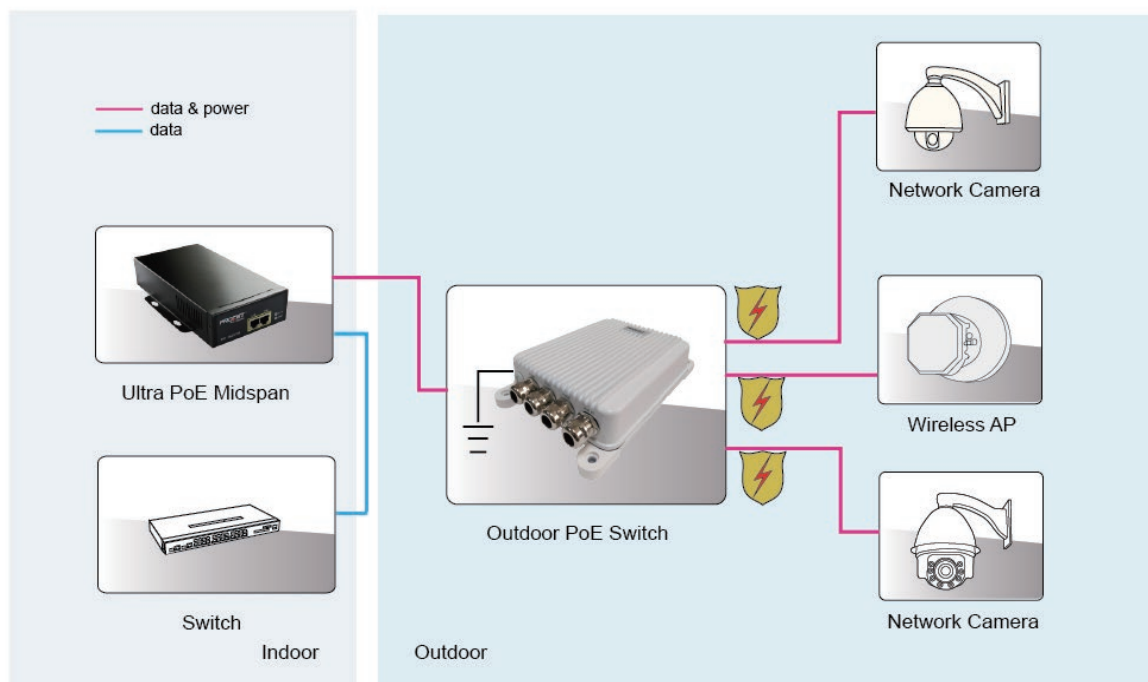 data & power
data
Network Camera
Ultra PoE Midspan
Wireless AP
Outdoor PoE Switch
Switch
Network Camera
Indoor
Outdoor